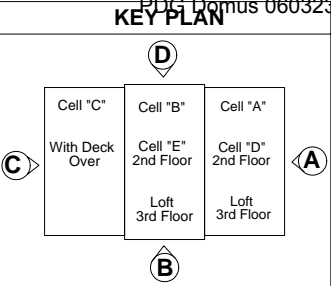 PDG Domus 060323
KEY PLAN
D
Cell "C"
Cell "B"
Cell "A"
With Deck
Over
Cell "E"
2nd Floor
Cell "D"
2nd Floor
C
A
Loft
3rd Floor
Loft
3rd Floor
B